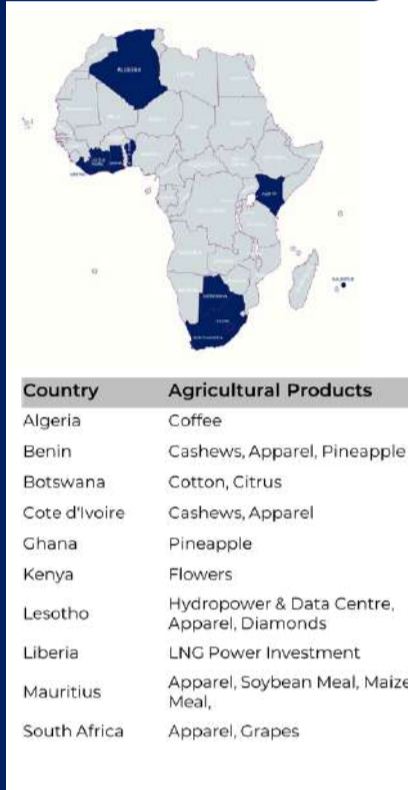 ALGERIA
Country Agricultural Products
Algeria Coffee
Benin Cashews, Apparel, Pineapple
Botswana Cotton, Citrus
Cote d'Ivoire Cashews, Apparel
Ghana Pineapple
Kenya Flowers
Lesotho Hydropower & Data Centre,
Apparel, Diamonds
Liberia LNG Power Investment
Mauritius Apparel, Soybean Meal, Maize
Meal,
South Africa Apparel, Grapes